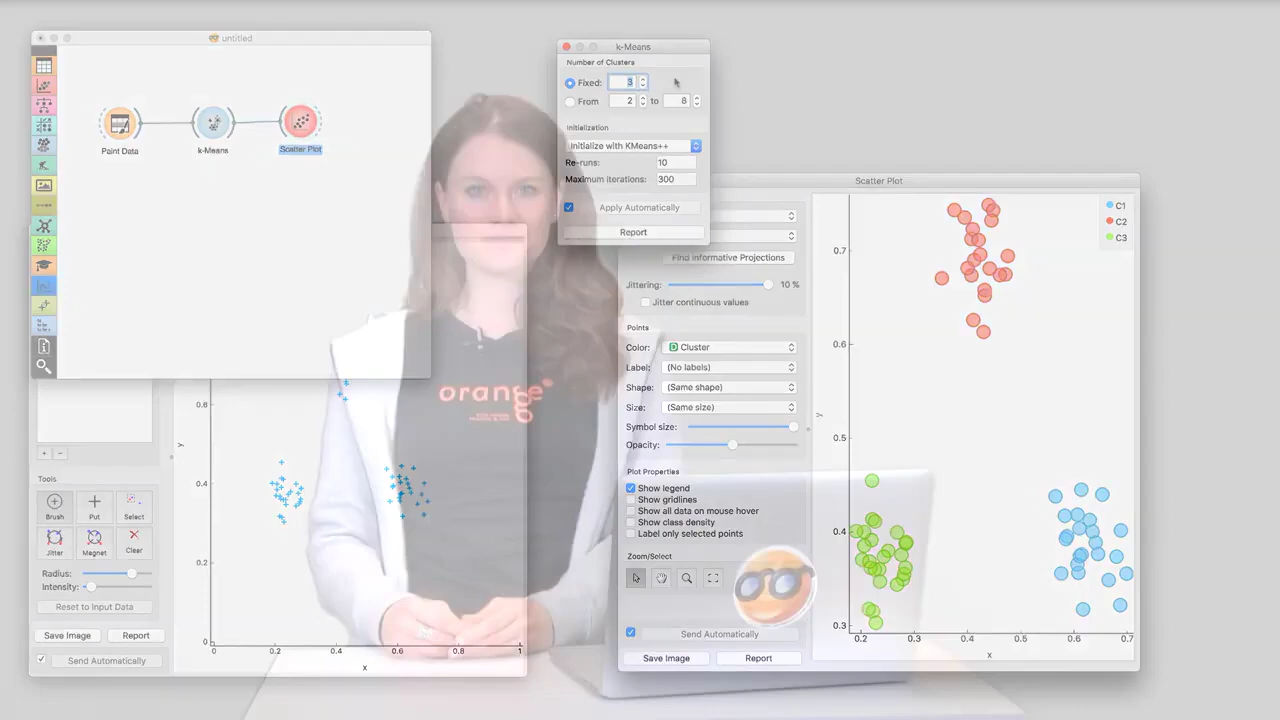 untitled
Paint Data
k-Means
Scatter Plot
k-Means
Number of Clusters
Fixed: 3
From 2 to 8
Initialization
Initialize with KMeans++
Re-runs: 10
Maximum iterations: 300
Apply Automatically
Report
Scatter Plot
Find Informative Projections
Jittering: 10 %
Jitter continuous values
Points
Color: Cluster
Label: (No labels)
Shape: (Same shape)
Size: (Same size)
Symbol size:
Opacity:
Plot Properties
Show legend
Show gridlines
Show all data on mouse hover
Show class density
Label only selected points
Zoom/Select
Send Automatically
Save Image
Report
C1
C2
C3
0.7
0.6
y
0.5
0.4
0.3
0.2
0.3
0.4
0.5
0.6
0.7
x
orange
Tools
Brush
Put
Select
Jitter
Magnet
Clear
Radius:
Intensity:
Reset to Input Data
Save Image
Report
Send Automatically
0.6
y
0.4
0.2
0
0
0.2
0.4
0.6
0.8
1
x